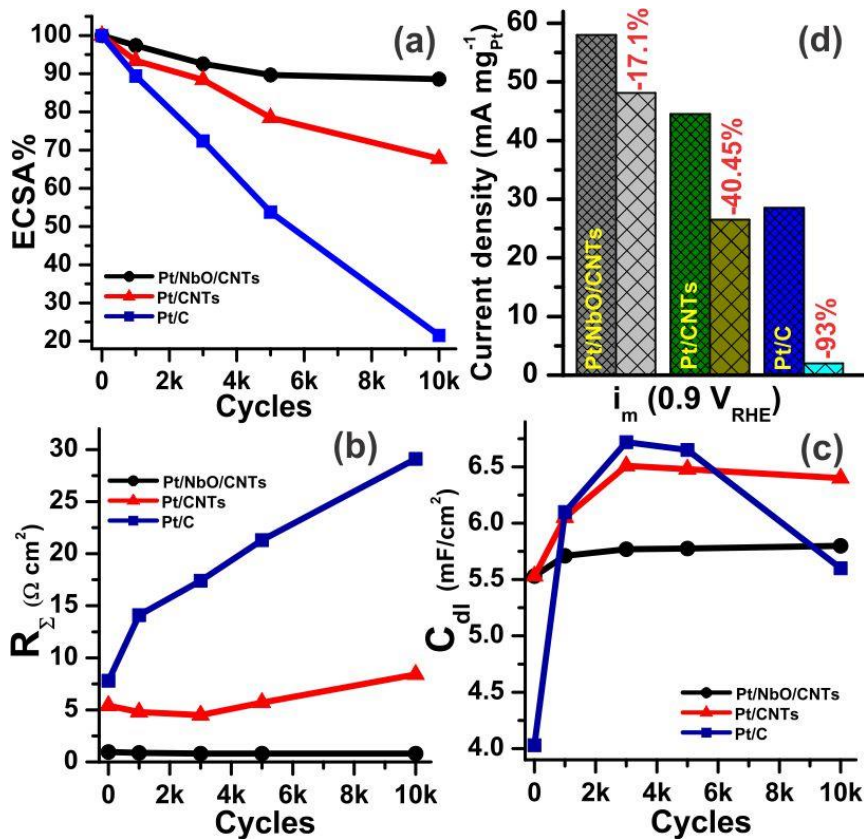 (a)
100
90
80
70
60
50
40
30
20
ECSA%
Pt/NbO/CNTs
Pt/CNTs
Pt/C
0 2k 4k 6k 8k 10k
Cycles
(d)
60
50
40
30
20
10
0
Current density (mA mg⁻¹Pt)
Pt/NbO/CNTs
-17.1%
Pt/CNTs
-40.45%
Pt/C
-93%
im (0.9 VRHE)
(b)
30
25
20
15
10
5
0
RΣ (Ω cm²)
Pt/NbO/CNTs
Pt/CNTs
Pt/C
0 2k 4k 6k 8k 10k
Cycles
(c)
6.5
6.0
5.5
5.0
4.5
4.0
Cdl (mF/cm²)
Pt/NbO/CNTs
Pt/CNTs
Pt/C
0 2k 4k 6k 8k 10k
Cycles